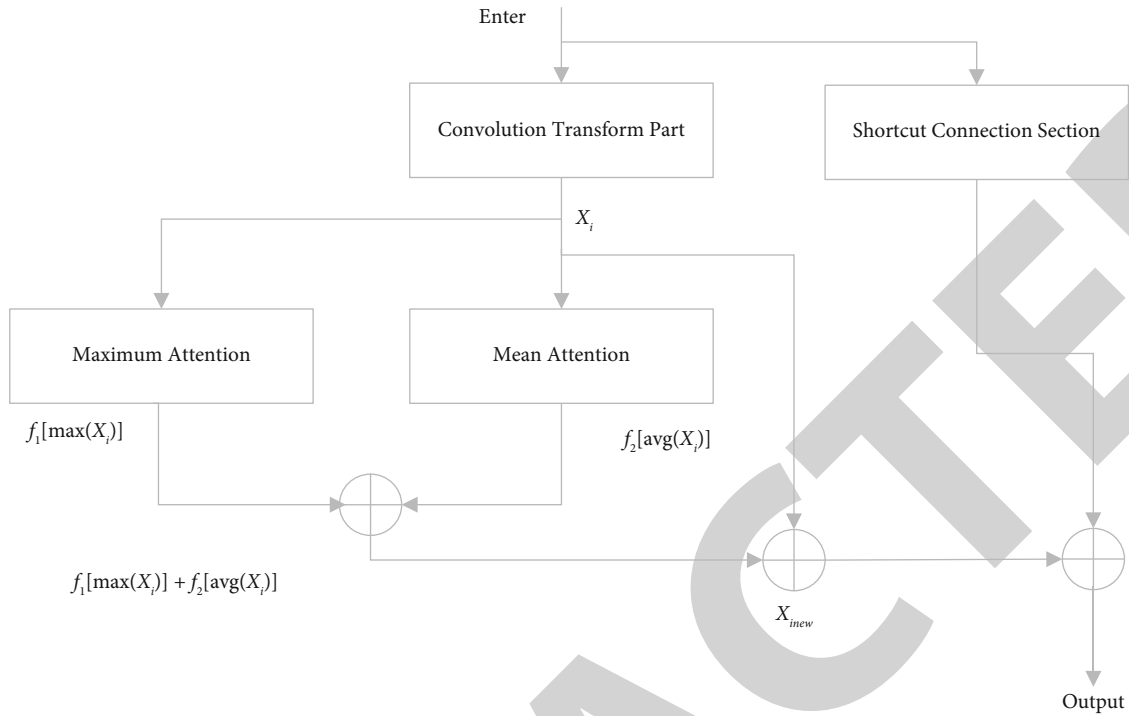 Enter
Convolution Transform Part
Shortcut Connection Section
X_i
Maximum Attention
Mean Attention
f_1[max(X_i)]
f_2[avg(X_i)]
f_1[max(X_i)] + f_2[avg(X_i)]
X_inew
Output